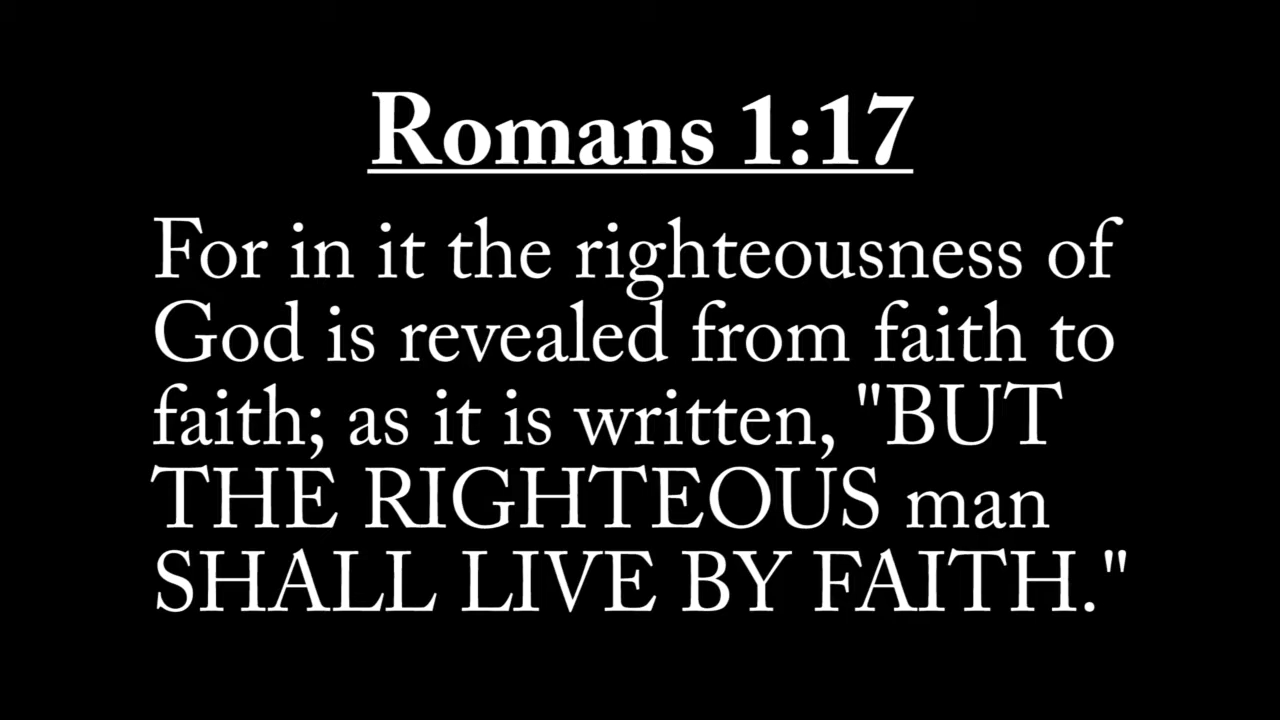 Romans 1:17
For in it the righteousness of
God is revealed from faith to
faith; as it is written, "BUT
THE RIGHTEOUS man
SHALL LIVE BY FAITH."